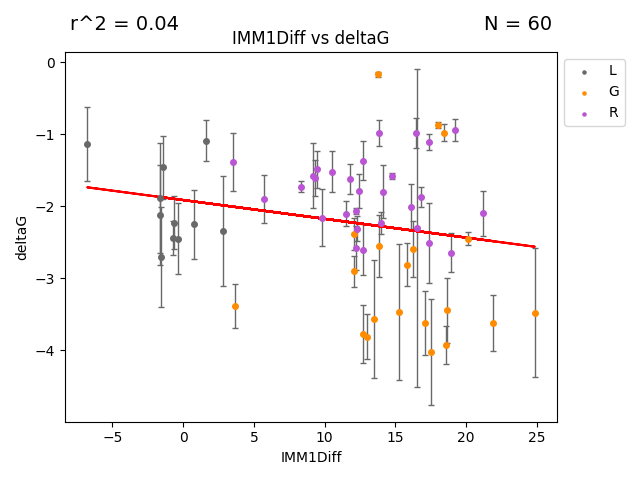 r^2 = 0.04 N = 60
IMM1Diff vs deltaG
L
G
R
0
−1
−2
−3
−4
deltaG
−5 0 5 10 15 20 25
IMM1Diff